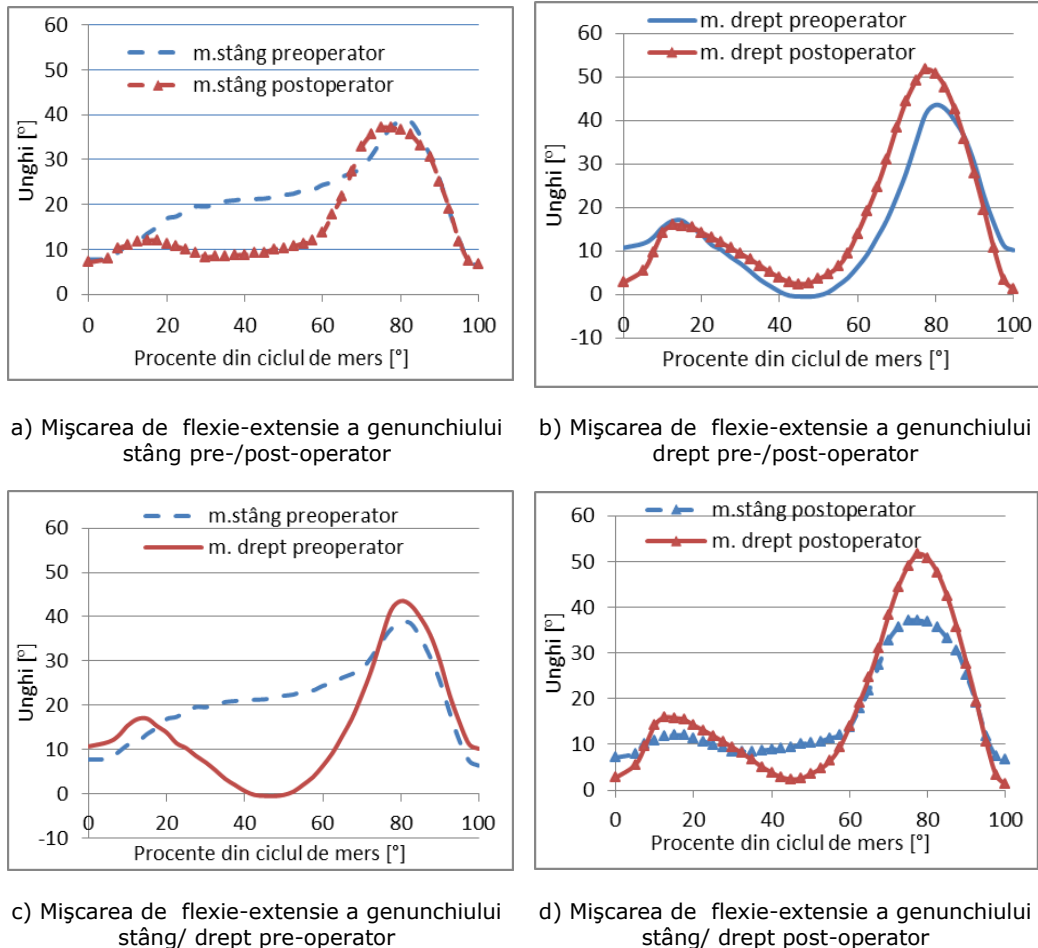 60
50
40
30
20
10
0
Unghi [º]
m.stâng preoperator
m.stâng postoperator
0 20 40 60 80 100
Procente din ciclul de mers [°]
a) Mişcarea de flexie-extensie a genunchiului
stâng pre-/post-operator
60
50
40
30
20
10
0
-10
Unghi [º]
m. drept preoperator
m. drept postoperator
0 20 40 60 80 100
Procente din ciclul de mers [°]
b) Mişcarea de flexie-extensie a genunchiului
drept pre-/post-operator
60
50
40
30
20
10
0
-10
Unghi [º]
m.stâng preoperator
m. drept preoperator
0 20 40 60 80 100
Procente din ciclul de mers [°]
c) Mişcarea de flexie-extensie a genunchiului
stâng/ drept pre-operator
60
50
40
30
20
10
0
Unghi [º]
m.stâng postoperator
m. drept postoperator
0 20 40 60 80 100
Procente din ciclul de mers [°]
d) Mişcarea de flexie-extensie a genunchiului
stâng/ drept post-operator